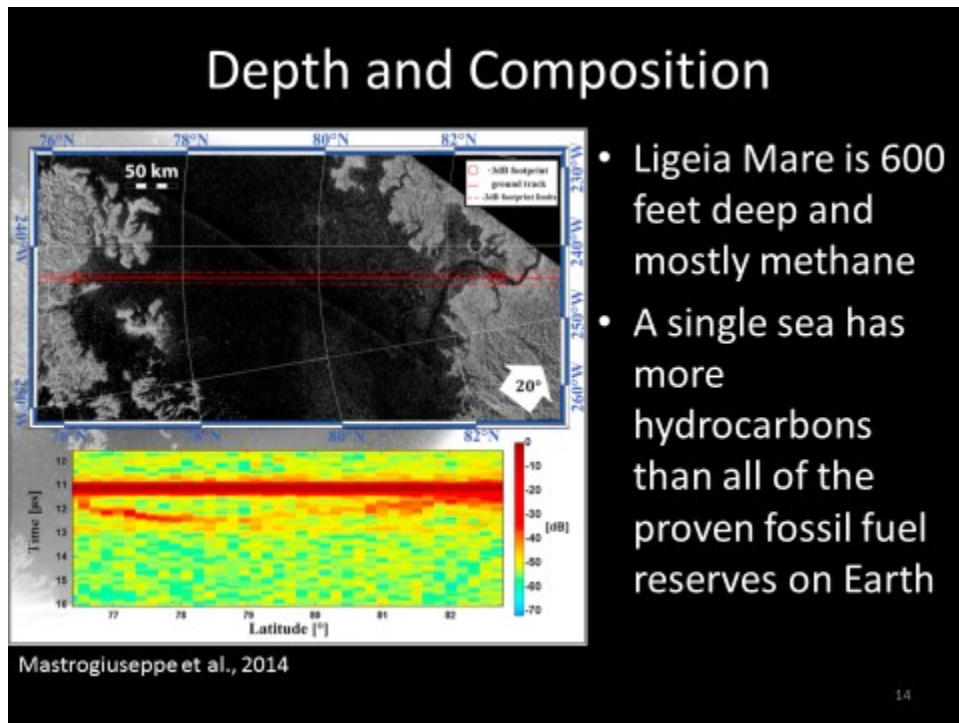 Depth and Composition
76°N 78°N 80°N 82°N
50 km
-3dB footprint
ground track
-3dB footprint limits
230°W
240°W 240°W
250°W
20°
260°W
76°N 78°N 80°N 82°N
Time [µs]
10
11
12
13
14
15
16
77 78 79 80 81 82
Latitude [°]
0
-10
-20
-30
[dB]
-40
-50
-60
-70
• Ligeia Mare is 600
feet deep and
mostly methane
• A single sea has
more
hydrocarbons
than all of the
proven fossil fuel
reserves on Earth
Mastrogiuseppe et al., 2014
14